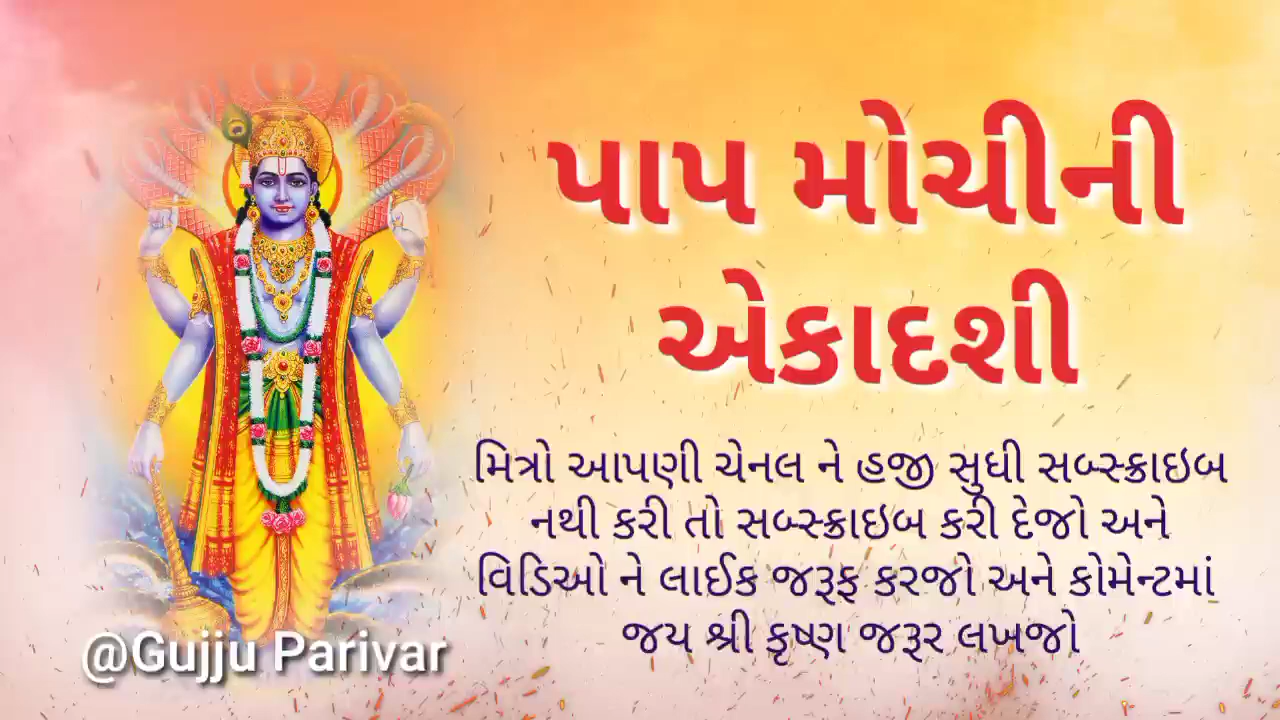 પાપ મોચીની
એકાદશી
મિત્રો આપણી ચેનલ ને હજી સુધી સબ્સ્ક્રાઇબ
નથી કરી તો સબ્સ્ક્રાઇબ કરી દેજો અને
વિડિઓ ને લાઈક જરૂફ કરજો અને કોમેન્ટમાં
જય શ્રી કૃષ્ણ જરૂર લખજો
@Gujju Parivar